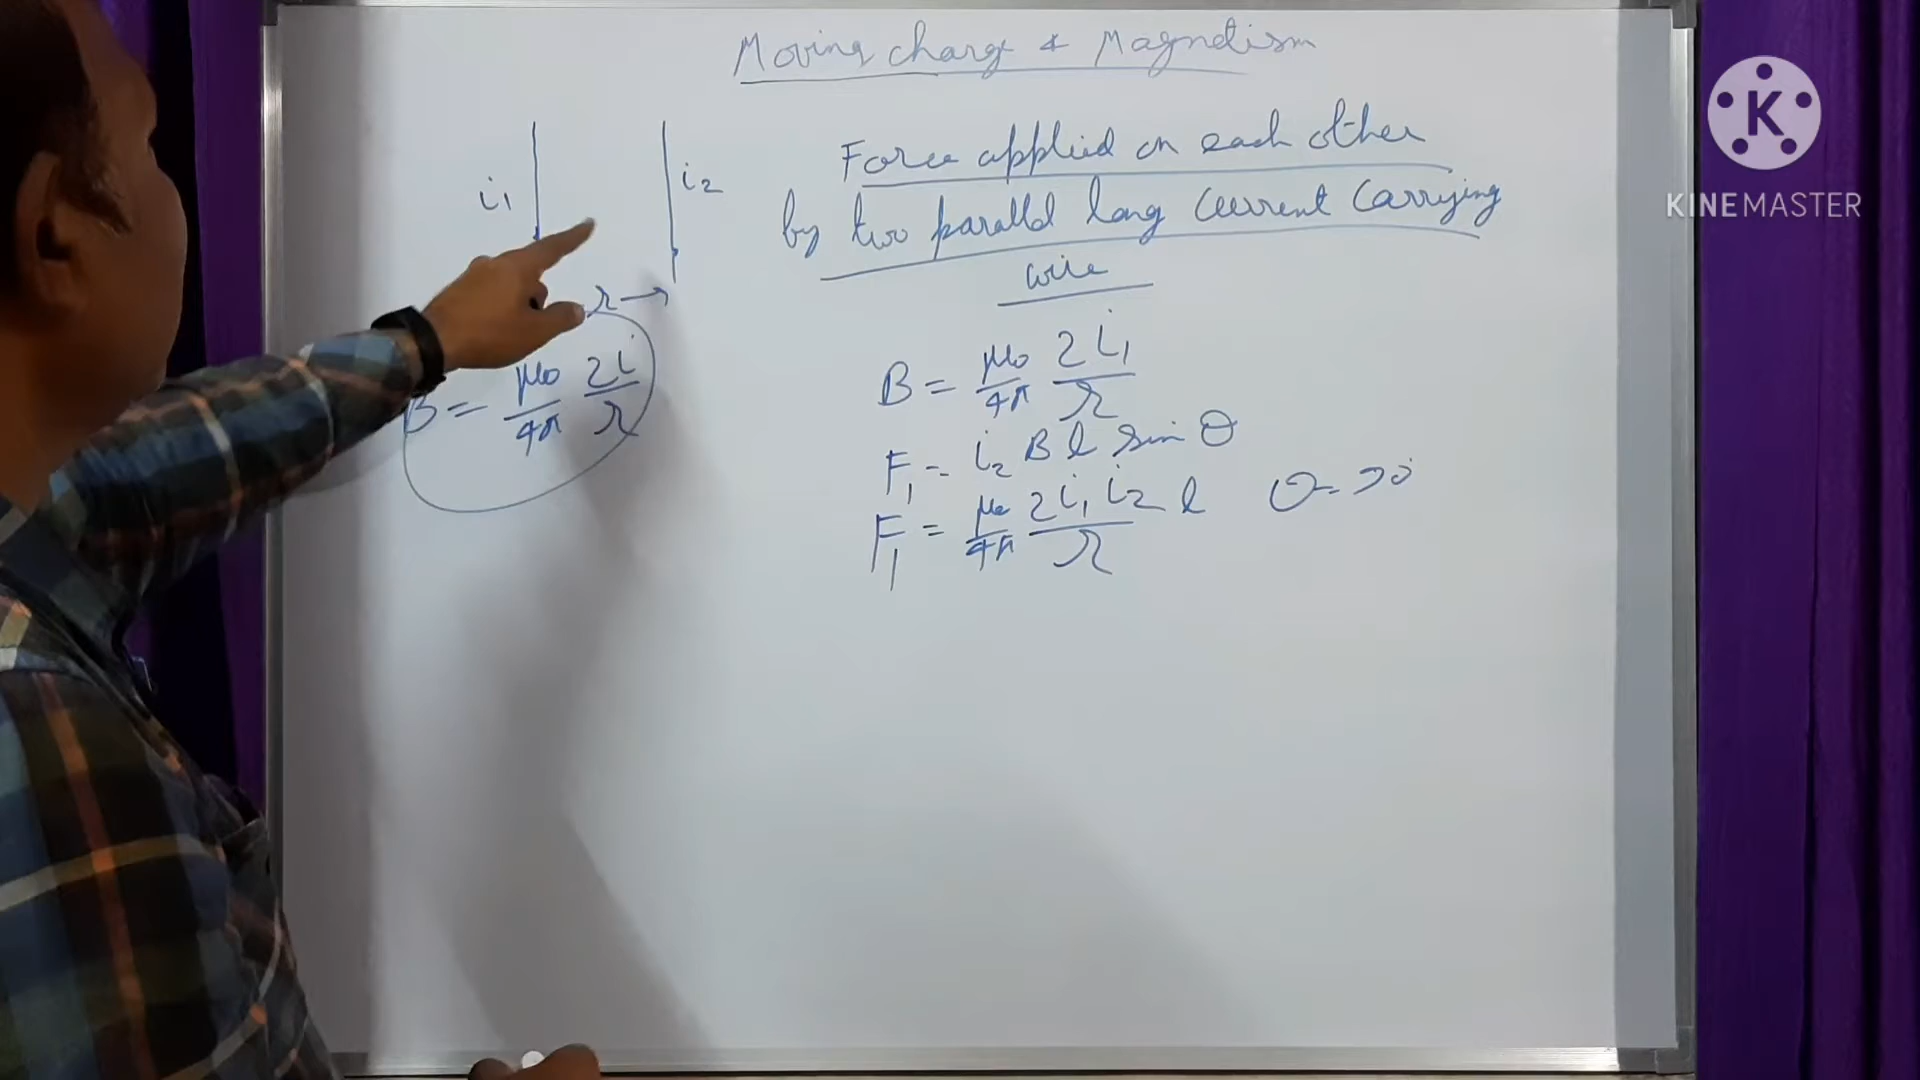 Moving charge & Magnetism
Force applied on each other
by two parallel long current carrying
wire
i1
i2
r →
B = μ0/4π 2i/r
B = μ0/4π 2i1/r
F1 = i2 B l sin θ
F1 = μ0/4π 2i1 i2/r l θ = 90°
K
KINEMASTER